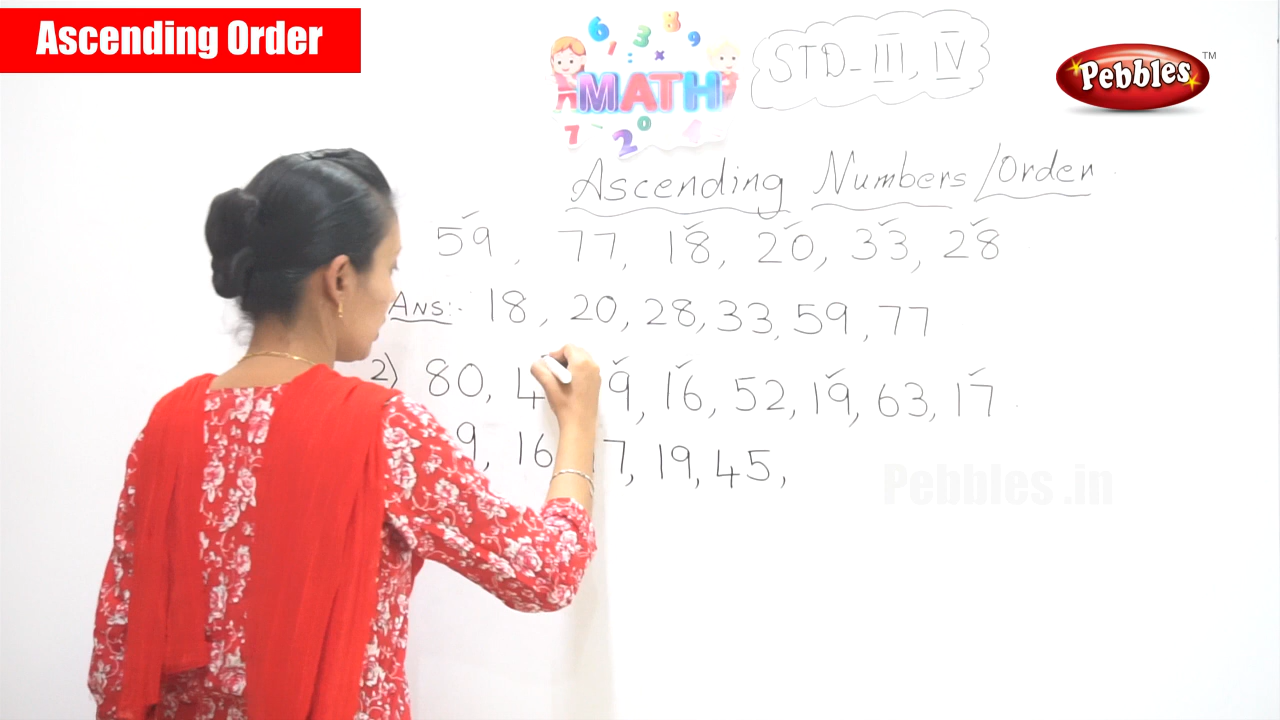 Ascending Order
MATH
STD - III, IV
Pebbles™
Ascending Numbers/Order
59, 77, 18, 20, 33, 28
Ans:- 18, 20, 28, 33, 59, 77
2) 80, 4 9, 16, 52, 19, 63, 17
9, 16, 7, 19, 45,
Pebbles .in